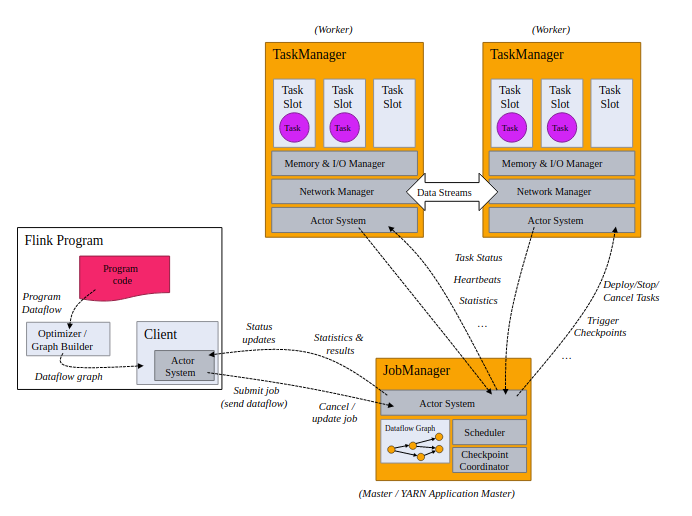 (Worker)
TaskManager
Task
Slot
Task
Task
Slot
Task
Task
Slot
Memory & I/O Manager
Network Manager
Actor System
(Worker)
TaskManager
Task
Slot
Task
Task
Slot
Task
Task
Slot
Memory & I/O Manager
Network Manager
Actor System
Data Streams
Flink Program
Program
code
Program
Dataflow
Optimizer /
Graph Builder
Dataflow graph
Client
Actor
System
Status
updates
Statistics &
results
Submit job
(send dataflow)
Cancel /
update job
Task Status
Heartbeats
Statistics
...
Deploy/Stop/
Cancel Tasks
Trigger
Checkpoints
...
JobManager
Actor System
Dataflow Graph
Scheduler
Checkpoint
Coordinator
(Master / YARN Application Master)